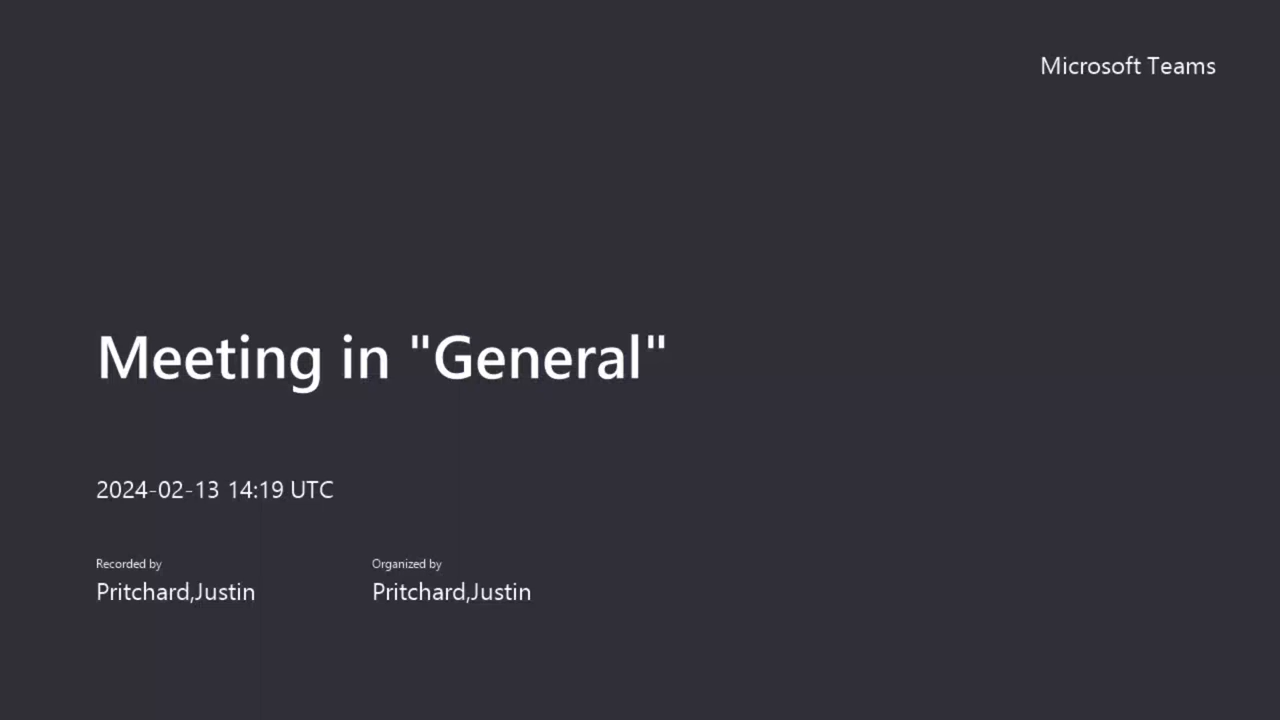 Microsoft Teams
Meeting in "General"
2024-02-13 14:19 UTC
Recorded by
Pritchard,Justin
Organized by
Pritchard,Justin